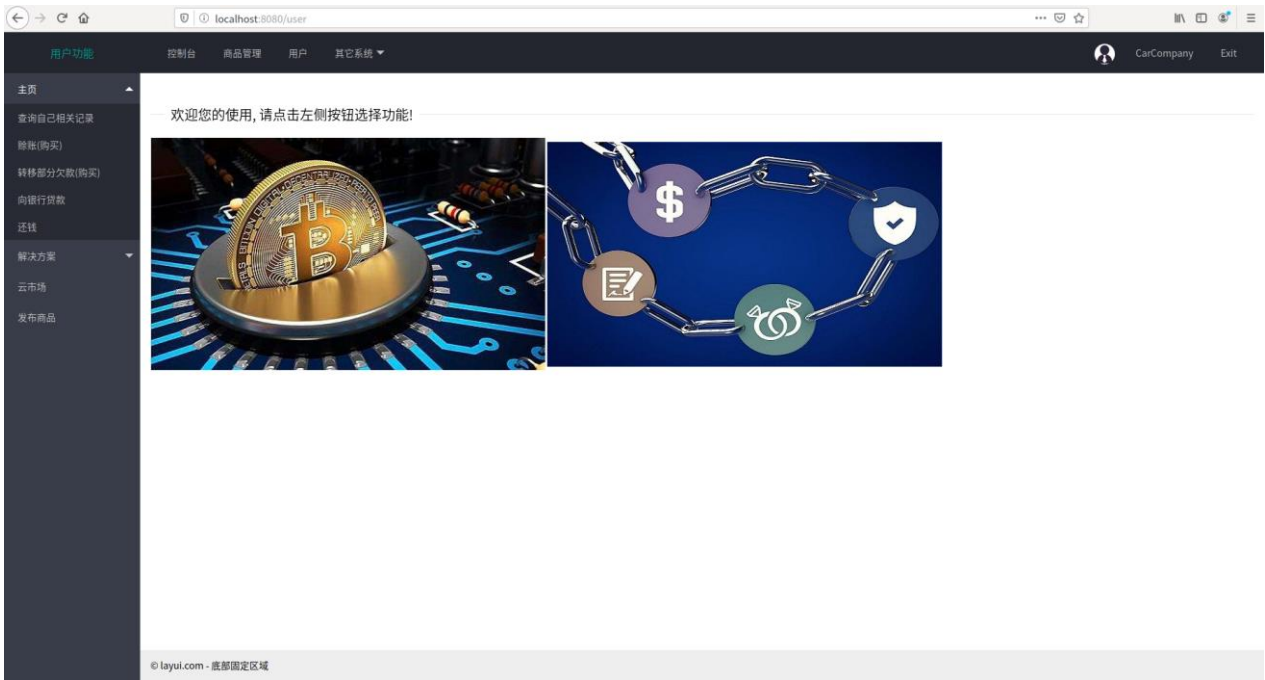 localhost:8080/user
用户功能 控制台 商品管理 用户 其它系统 CarCompany Exit
主页
查询自己相关记录
赊账(购买)
转移部分欠款(购买)
向银行贷款
还钱
解决方案
云市场
发布商品
欢迎您的使用, 请点击左侧按钮选择功能!
$
© layui.com - 底部固定区域